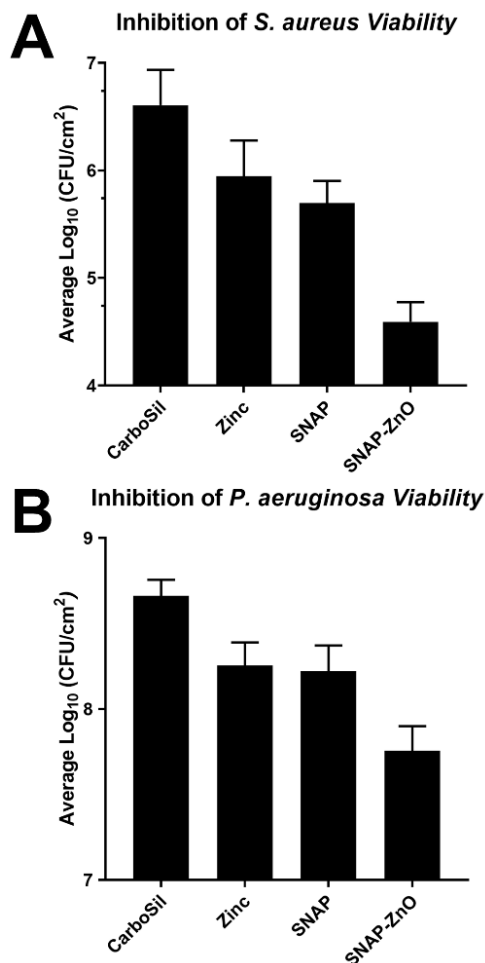 A
Inhibition of S. aureus Viability
Average Log₁₀ (CFU/cm²)
7
6
5
4
CarboSil
Zinc
SNAP
SNAP-ZnO
B
Inhibition of P. aeruginosa Viability
Average Log₁₀ (CFU/cm²)
9
8
7
CarboSil
Zinc
SNAP
SNAP-ZnO